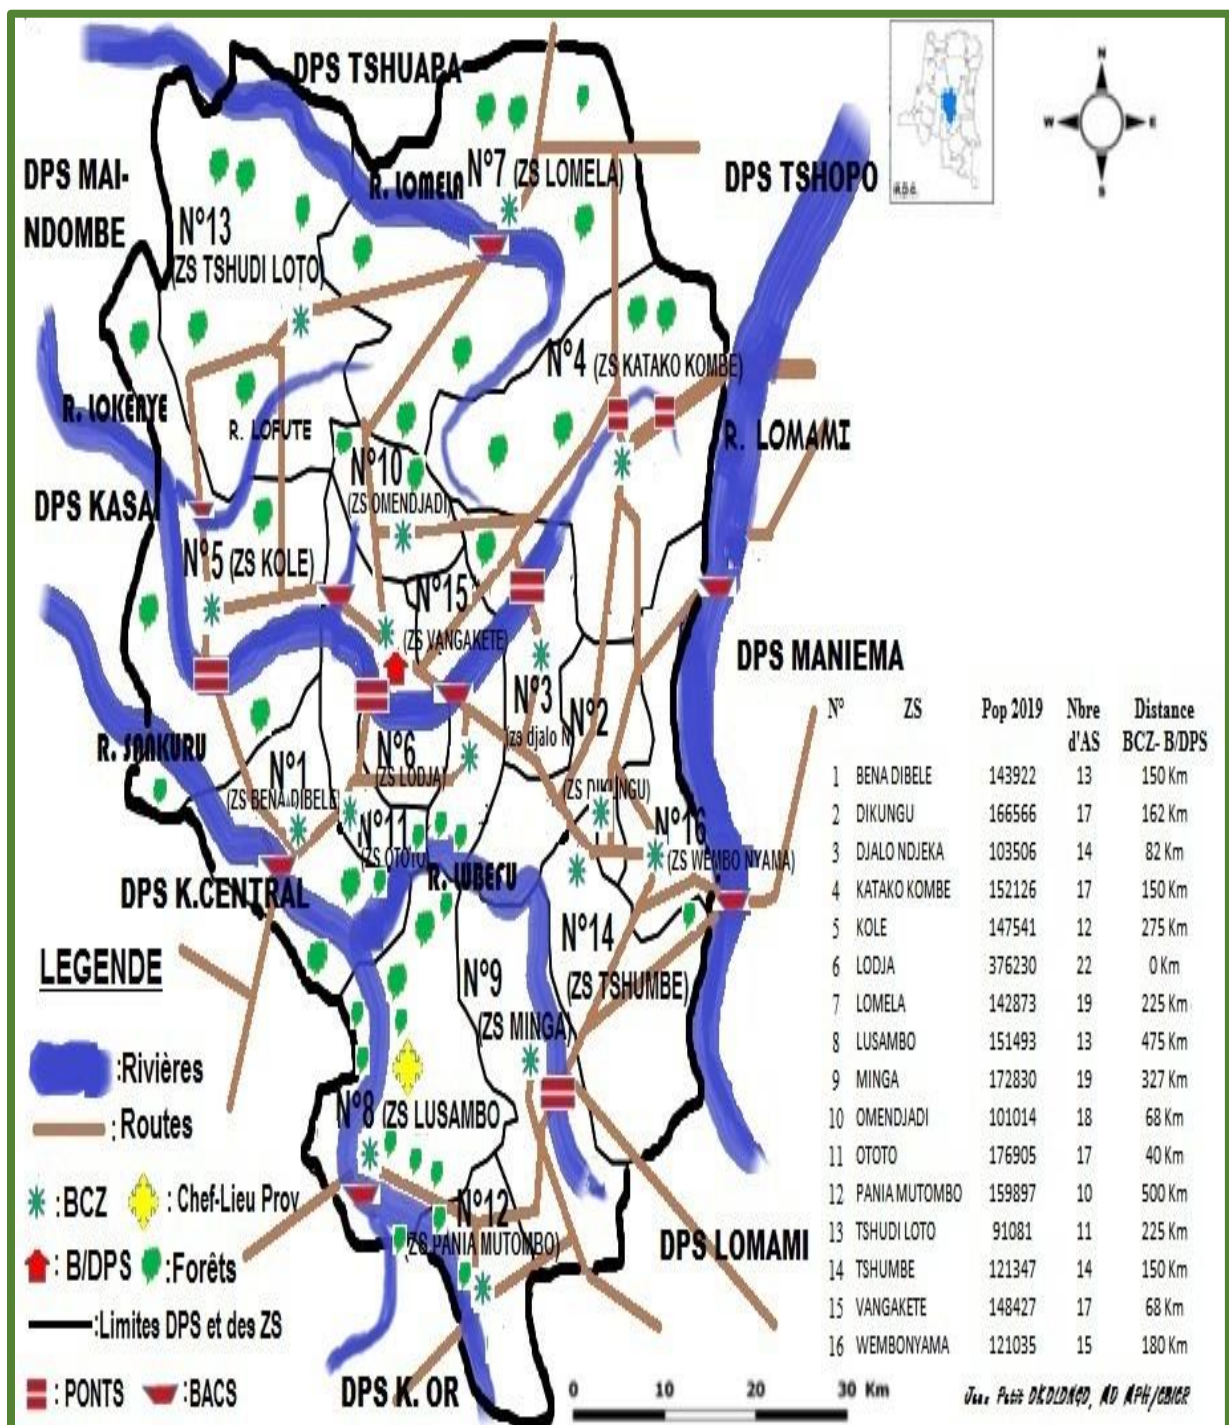 DPS TSHUAPA
DPS MAI-
NDOMBE
N°13
(ZS TSHUDI LOTO)
R. LOMELA
N°7 (ZS LOMELA)
DPS TSHOPO
N
W
E
S
N°4 (ZS KATAKO KOMBE)
R. LOKENYE
R. LOFUTE
R. LOMAMI
N°10
(ZS OMENDJADI)
DPS KASAI
N°5 (ZS KOLE)
N°15
(ZS VANGAKETE)
DPS MANIEMA
N°3
(zs djalo N)
N°2
(ZS DIKUNGU)
R. SANKURU
N°1
(ZS BENA DIBELE)
N°6
(ZS LODJA)
N°11
(ZS OTOTO)
N°16
(ZS WEMBO NYAMA)
R. LUBEFU
DPS K.CENTRAL
N°14
(ZS TSHUMBE)
N°9
(ZS MINGA)
N°8 (ZS LUSAMBO
N°12
(ZS PANIA MUTOMBO)
DPS LOMAMI
DPS K. OR
LEGENDE
:Rivières
: Routes
: BCZ : Chef-Lieu Prov
: B/DPS :Forêts
:Limites DPS et des ZS
: PONTS :BACS
0 10 20 30 Km
N° ZS Pop 2019 Nbre d'AS Distance BCZ- B/DPS
1 BENA DIBELE 143922 13 150 Km
2 DIKUNGU 166566 17 162 Km
3 DJALO NDJEKA 103506 14 82 Km
4 KATAKO KOMBE 152126 17 150 Km
5 KOLE 147541 12 275 Km
6 LODJA 376230 22 0 Km
7 LOMELA 142873 19 225 Km
8 LUSAMBO 151493 13 475 Km
9 MINGA 172830 19 327 Km
10 OMENDJADI 101014 18 68 Km
11 OTOTO 176905 17 40 Km
12 PANIA MUTOMBO 159897 10 500 Km
13 TSHUDI LOTO 91081 11 225 Km
14 TSHUMBE 121347 14 150 Km
15 VANGAKETE 148427 17 68 Km
16 WEMBONYAMA 121035 15 180 Km
Jean Petit